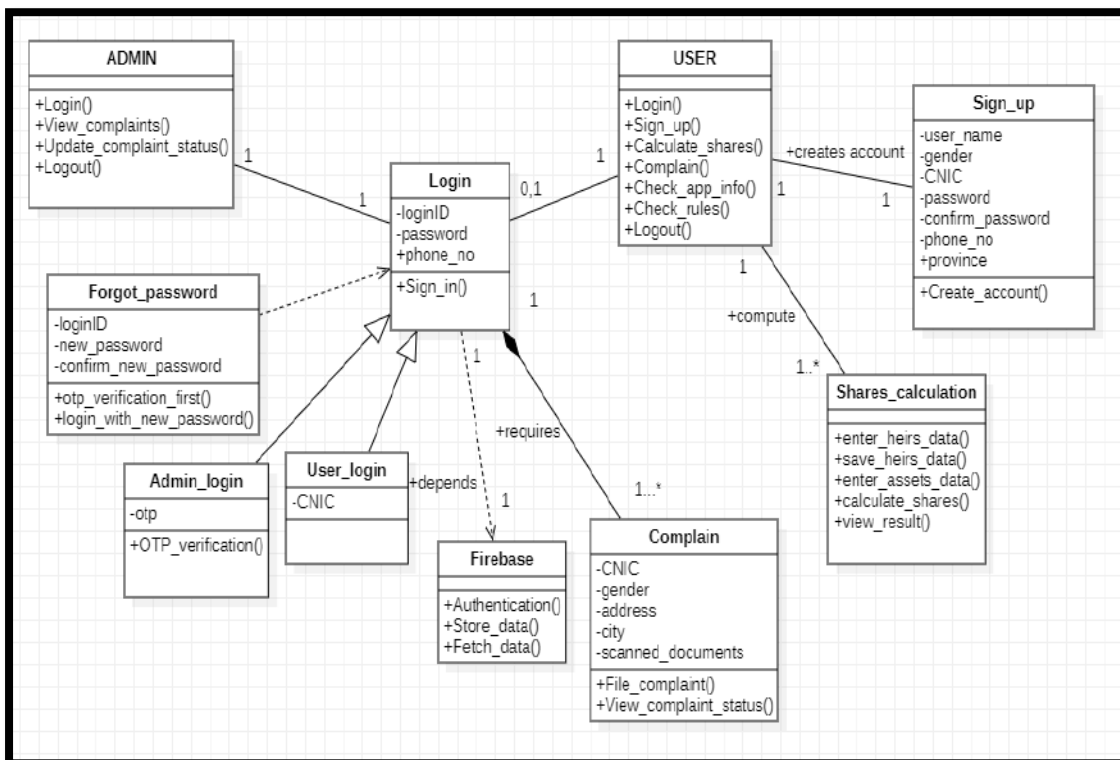 ADMIN
+Login()
+View_complaints()
+Update_complaint_status()
+Logout()
1
1
USER
+Login()
+Sign_up()
+Calculate_shares()
+Complain()
+Check_app_info()
+Check_rules()
+Logout()
1
0,1
+creates account
1
1
Sign_up
-user_name
-gender
-CNIC
-password
-confirm_password
-phone_no
+province
+Create_account()
Login
-loginID
-password
+phone_no
+Sign_in()
1
+compute
1..*
Forgot_password
-loginID
-new_password
-confirm_new_password
+otp_verification_first()
+login_with_new_password()
1
1
+requires
1...*
Shares_calculation
+enter_heirs_data()
+save_heirs_data()
+enter_assets_data()
+calculate_shares()
+view_result()
Admin_login
-otp
+OTP_verification()
User_login
-CNIC
+depends
1
Firebase
+Authentication()
+Store_data()
+Fetch_data()
Complain
-CNIC
-gender
-address
-city
-scanned_documents
+File_complaint()
+View_complaint_status()